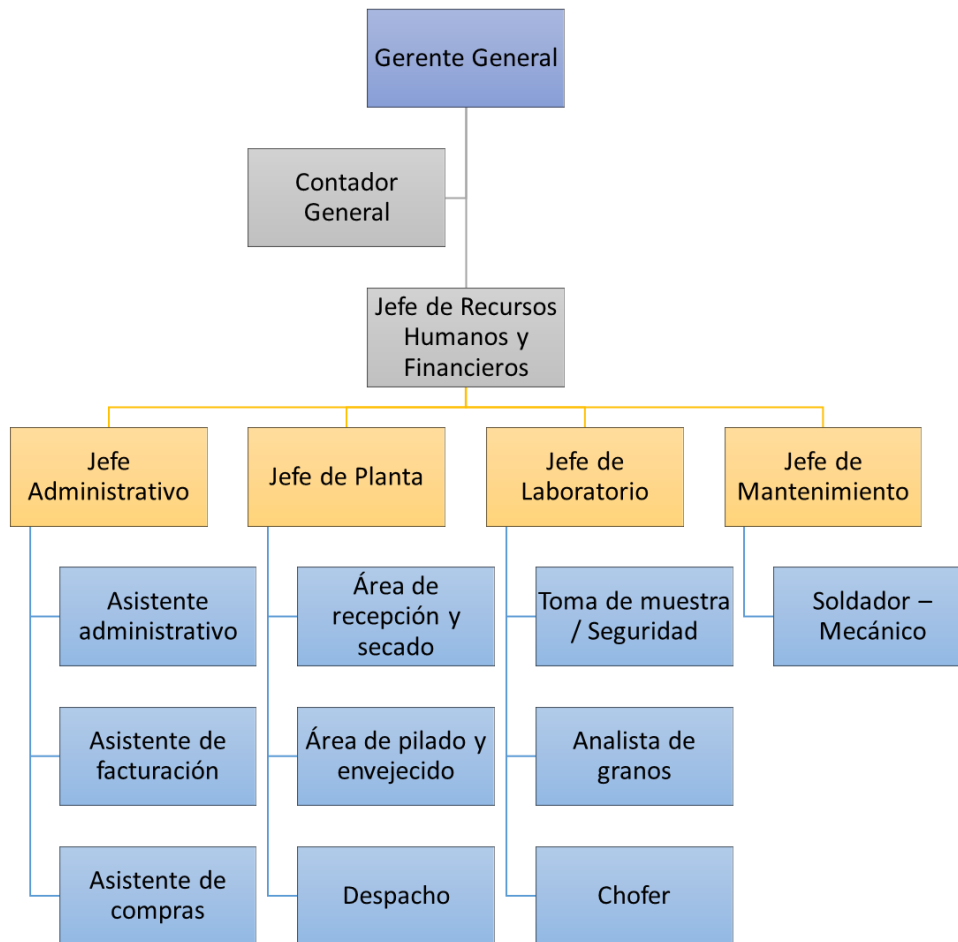 Gerente General
Contador
General
Jefe de Recursos
Humanos y
Financieros
Jefe
Administrativo
Jefe de Planta
Jefe de
Laboratorio
Jefe de
Mantenimiento
Asistente
administrativo
Área de
recepción y
secado
Toma de muestra
/ Seguridad
Soldador –
Mecánico
Asistente de
facturación
Área de pilado y
envejecido
Analista de
granos
Asistente de
compras
Despacho
Chofer